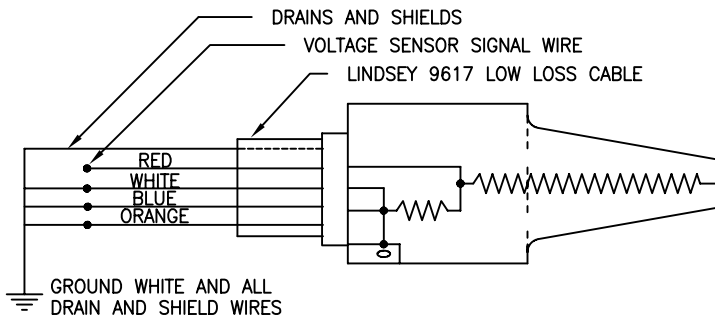 DRAINS AND SHIELDS
VOLTAGE SENSOR SIGNAL WIRE
LINDSEY 9617 LOW LOSS CABLE
RED
WHITE
BLUE
ORANGE
GROUND WHITE AND ALL
DRAIN AND SHIELD WIRES